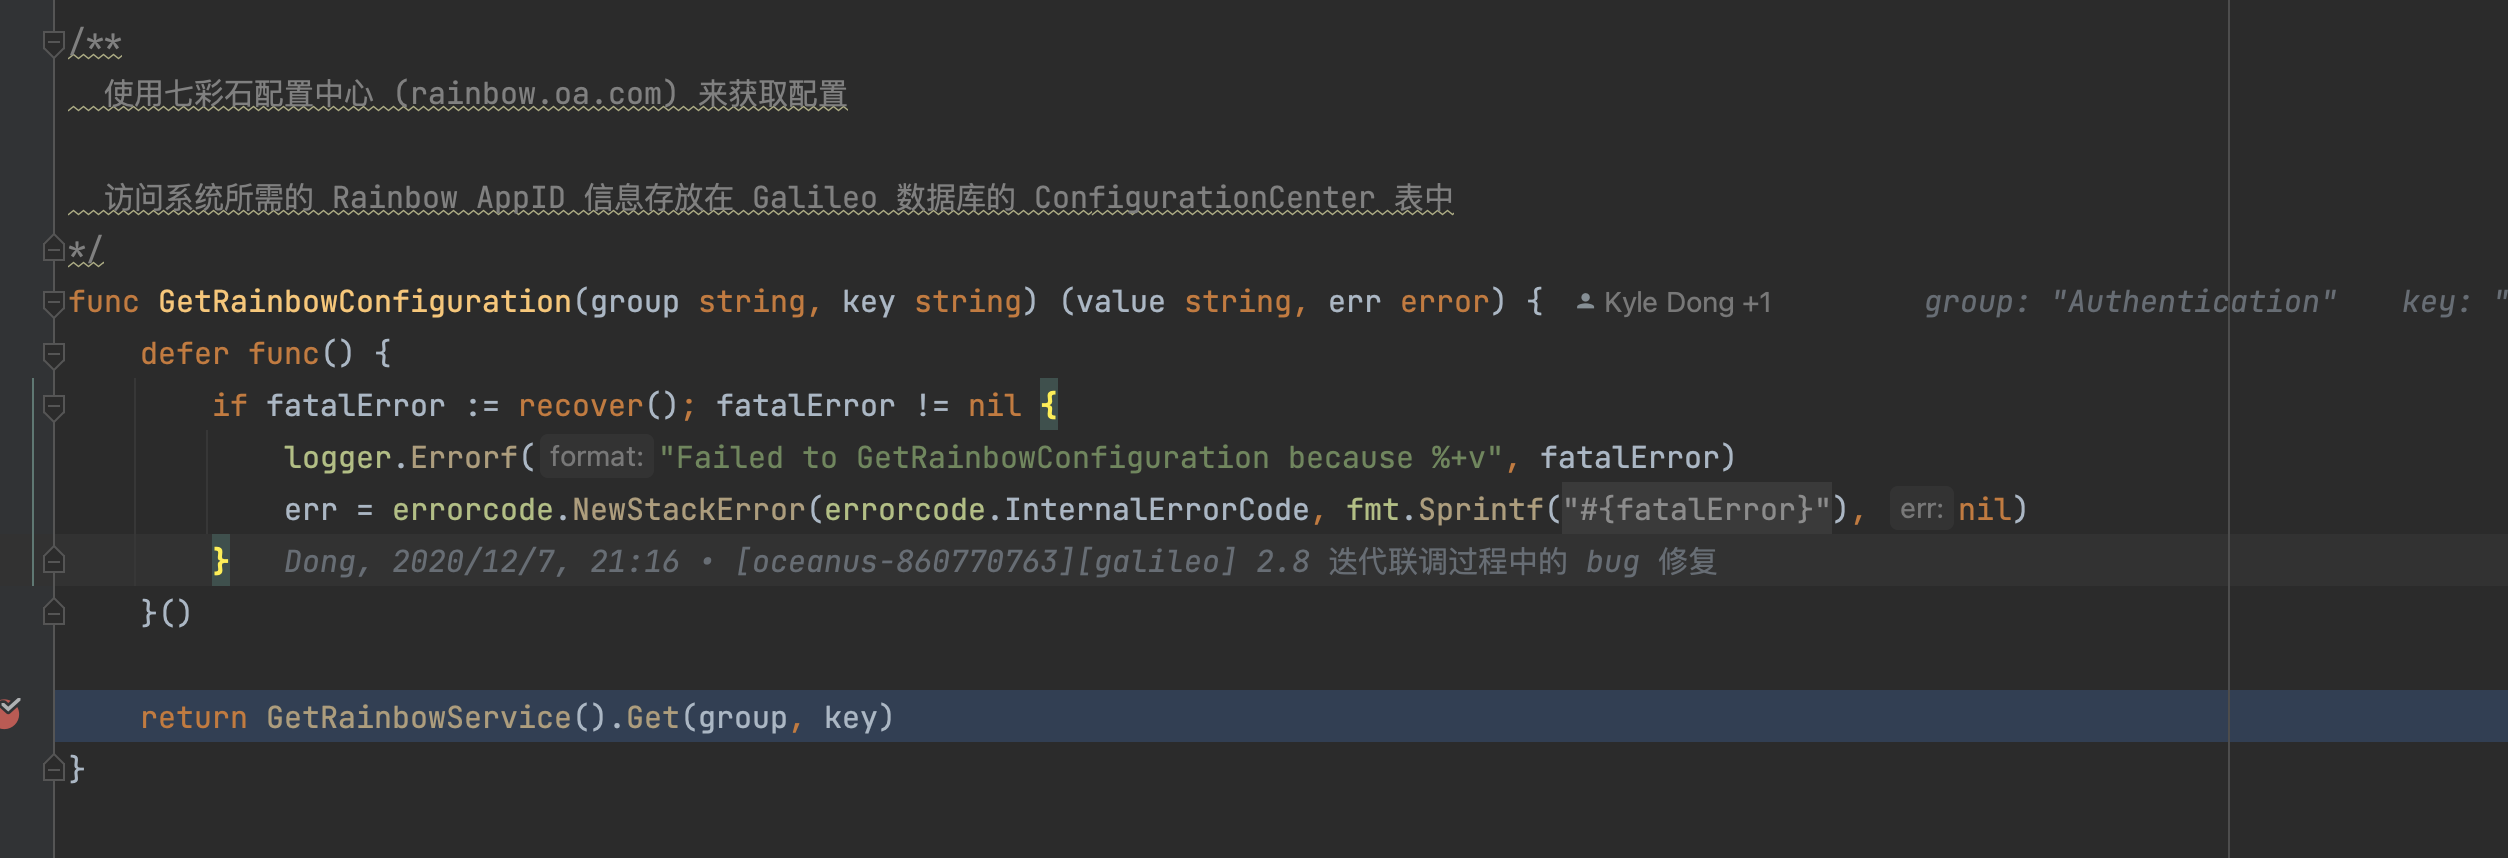 /**
使用七彩石配置中心 (rainbow.oa.com) 来获取配置
访问系统所需的 Rainbow AppID 信息存放在 Galileo 数据库的 ConfigurationCenter 表中
*/
func GetRainbowConfiguration(group string, key string) (value string, err error) { Kyle Dong +1 group: "Authentication" key: "
defer func() {
if fatalError := recover(); fatalError != nil {
logger.Errorf( format: "Failed to GetRainbowConfiguration because %+v", fatalError)
err = errorcode.NewStackError(errorcode.InternalErrorCode, fmt.Sprintf("#{fatalError}"), err: nil)
} Dong, 2020/12/7, 21:16 • [oceanus-860770763][galileo] 2.8 迭代联调过程中的 bug 修复
}()
return GetRainbowService().Get(group, key)
}